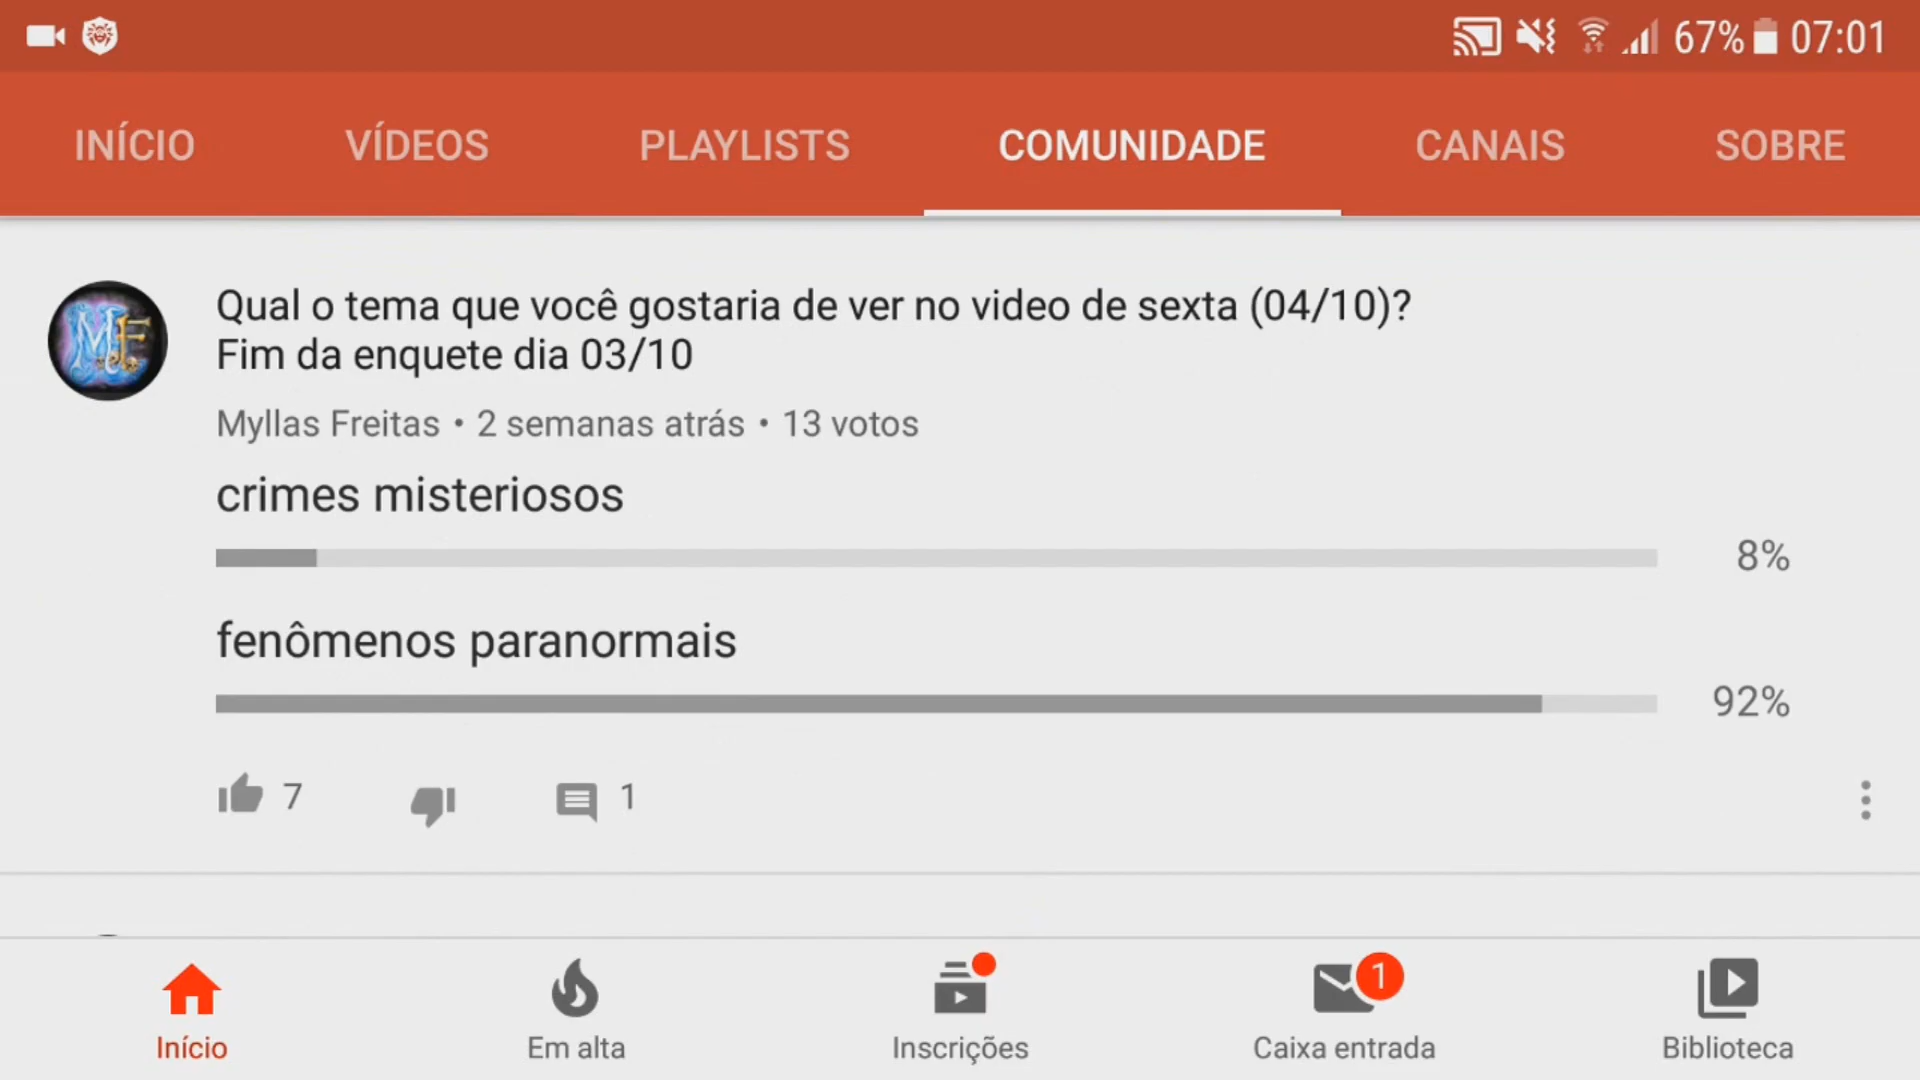 67% 07:01
INÍCIO VÍDEOS PLAYLISTS COMUNIDADE CANAIS SOBRE
MF
Qual o tema que você gostaria de ver no video de sexta (04/10)?
Fim da enquete dia 03/10
Myllas Freitas • 2 semanas atrás • 13 votos
crimes misteriosos
8%
fenômenos paranormais
92%
7 1
1
Início Em alta Inscrições Caixa entrada Biblioteca